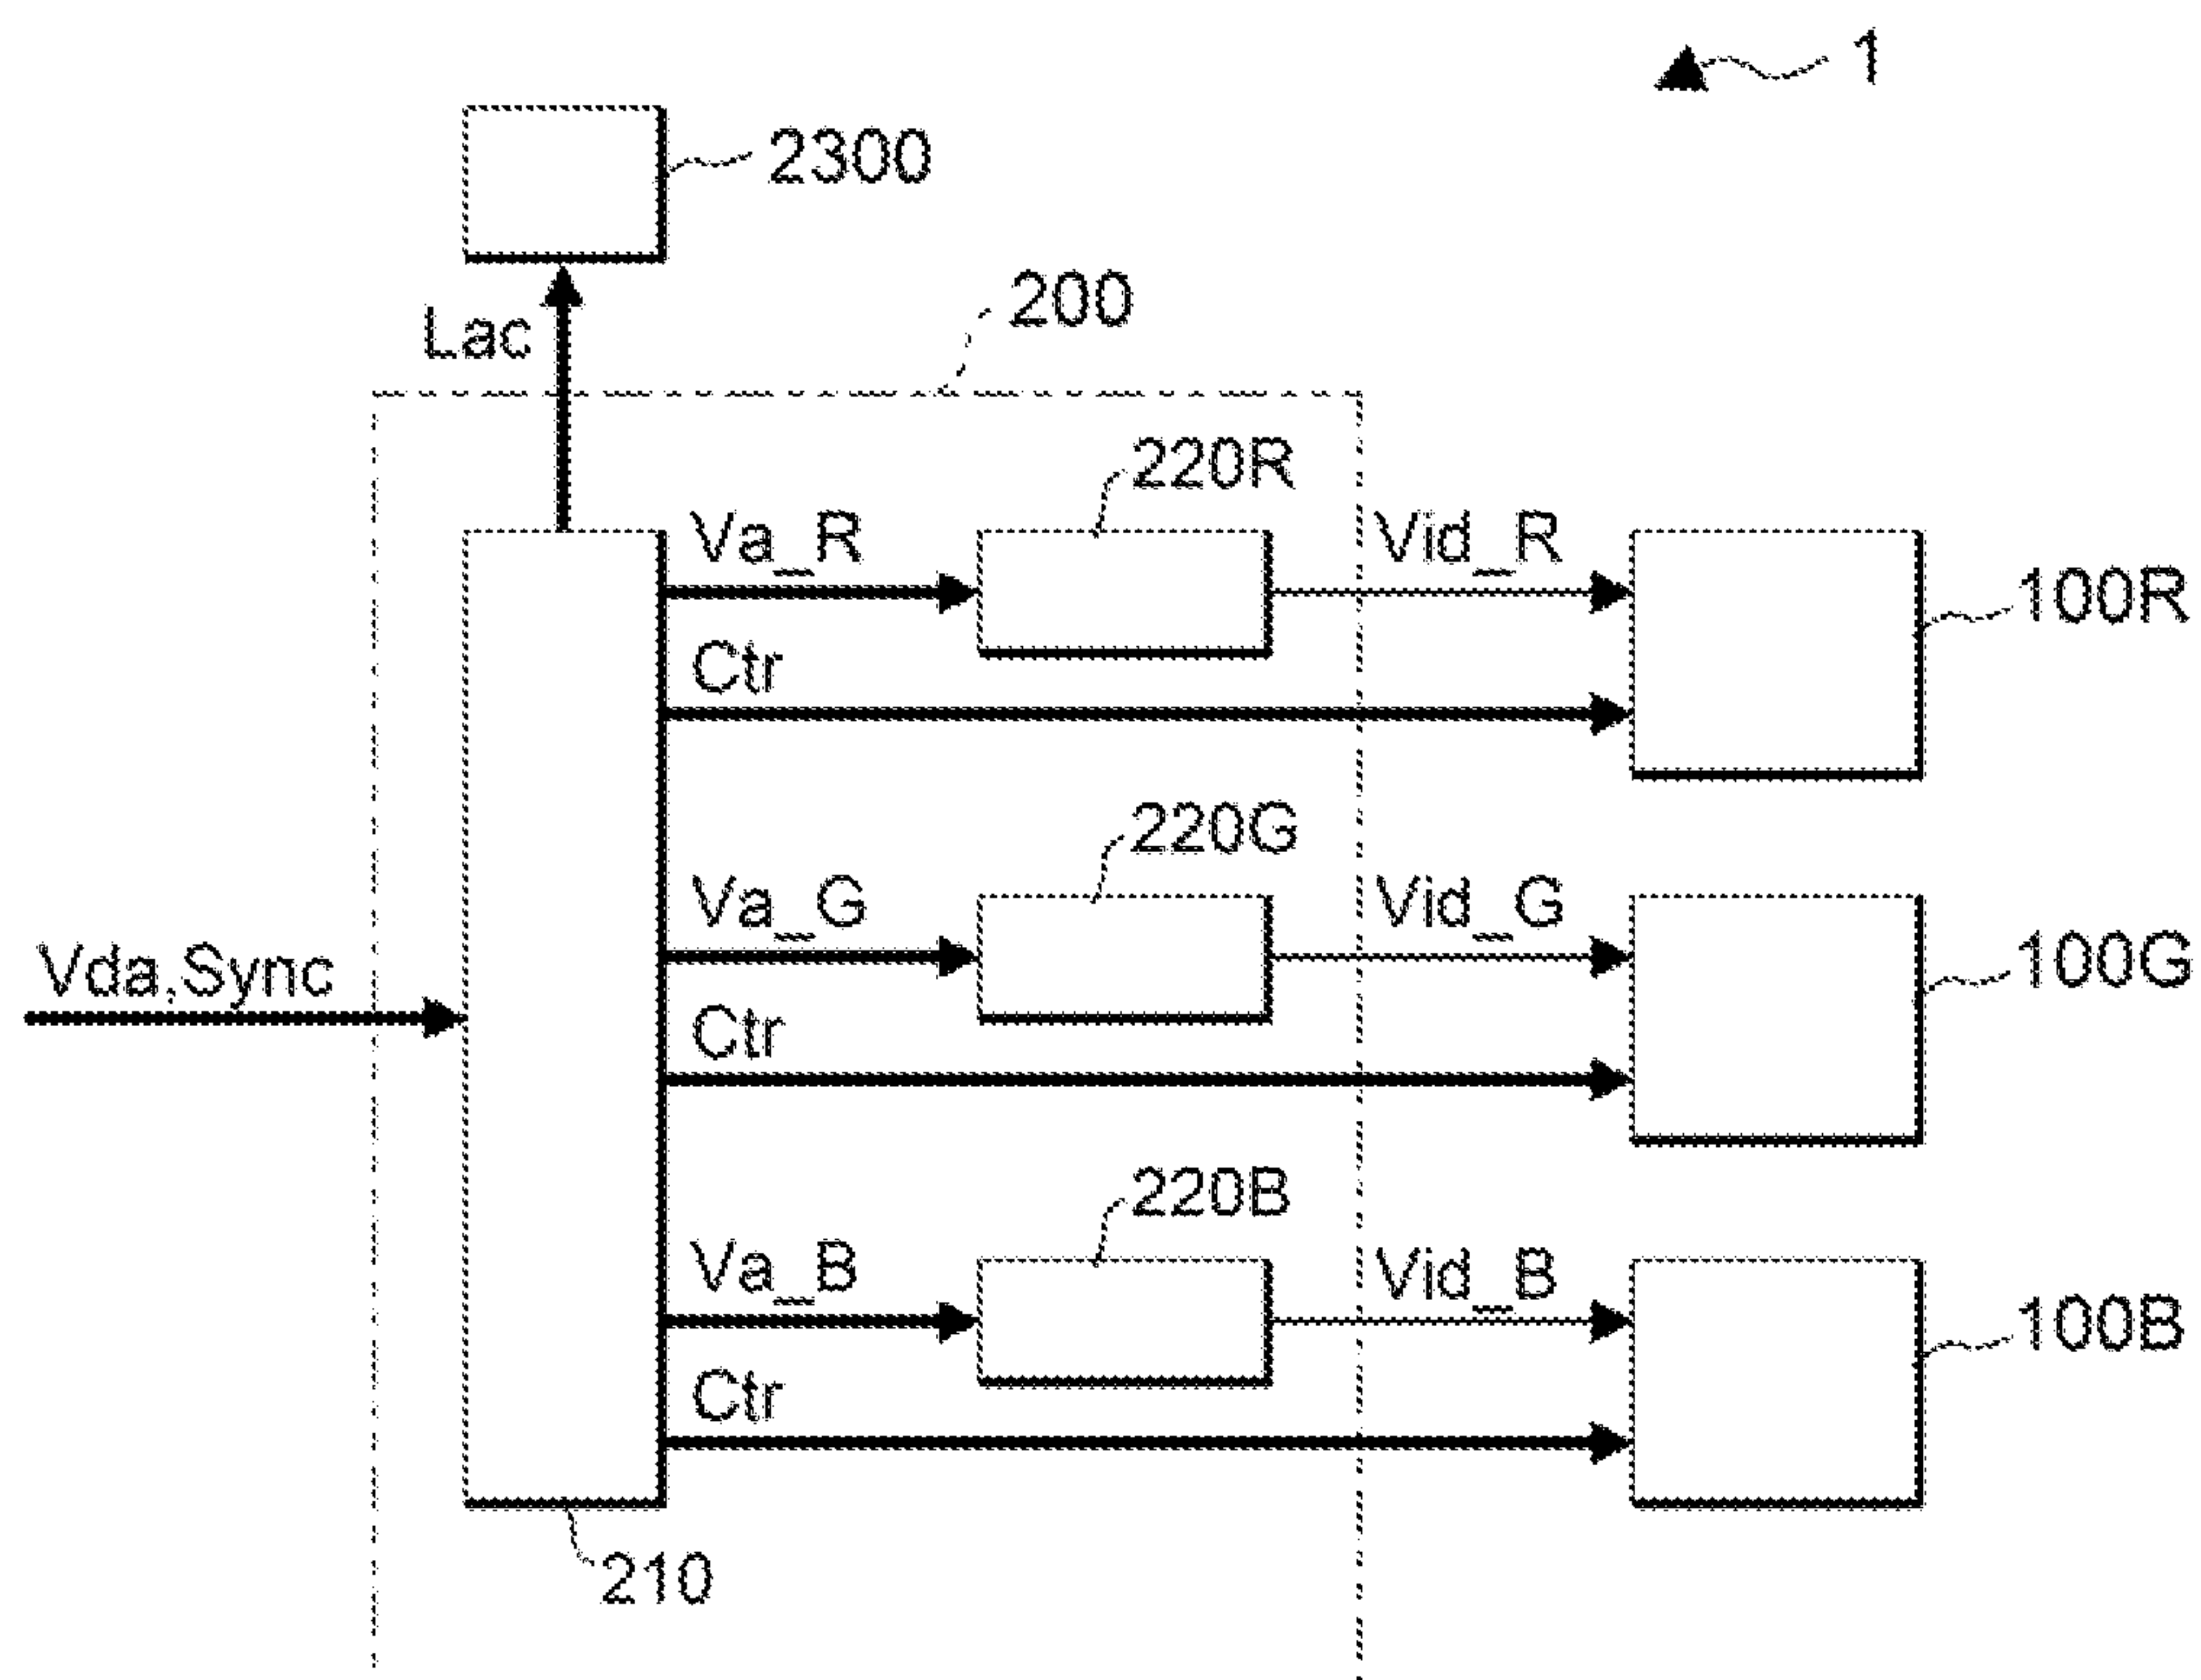 1
2300
Lac
200
220R
Va_R
Vid_R
100R
Ctr
220G
Va_G
Vid_G
100G
Vda,Sync
Ctr
220B
Va_B
Vid_B
100B
Ctr
210